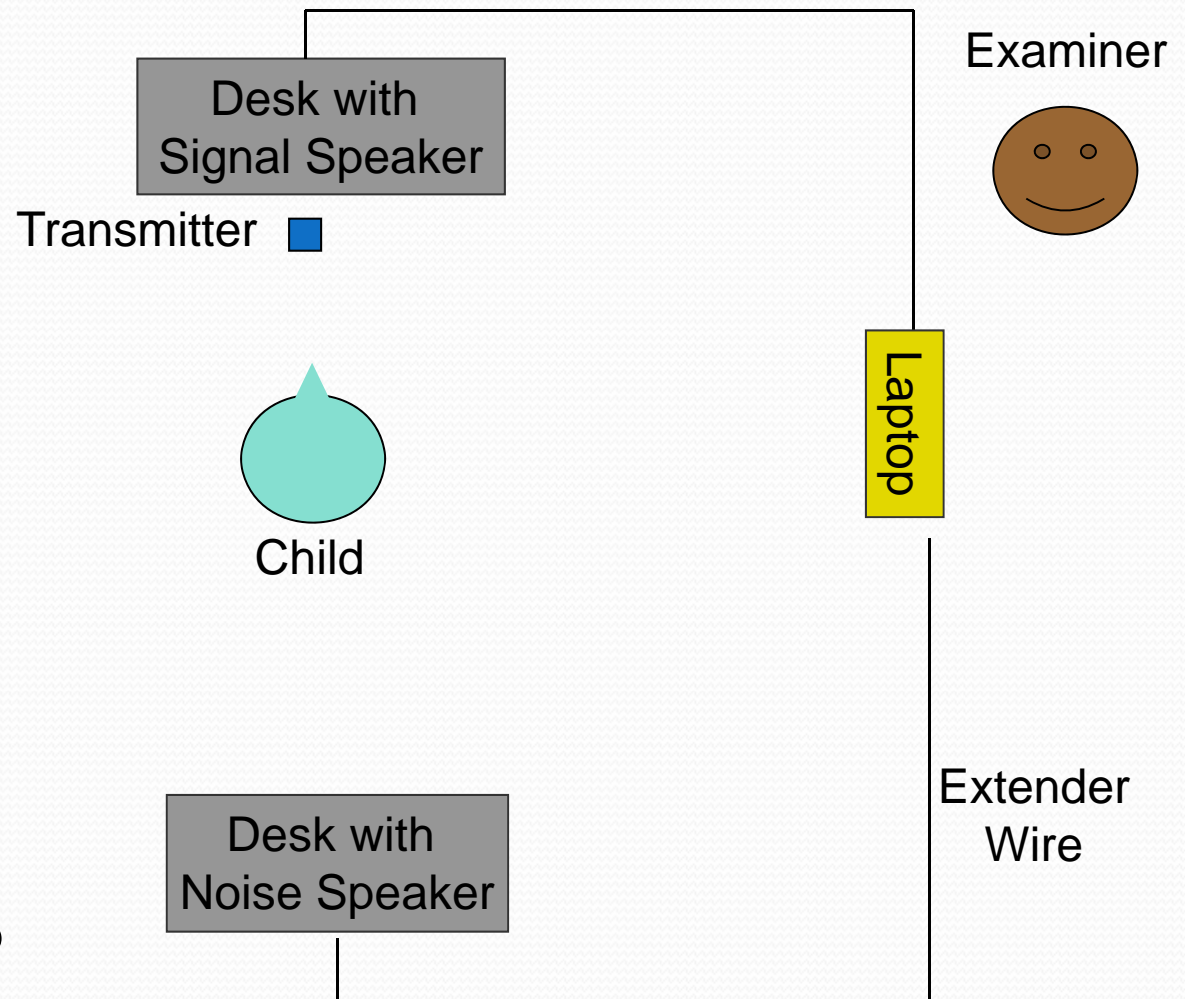 Examiner
Desk with
Signal Speaker
Transmitter
Laptop
Child
Extender
Wire
Desk with
Noise Speaker